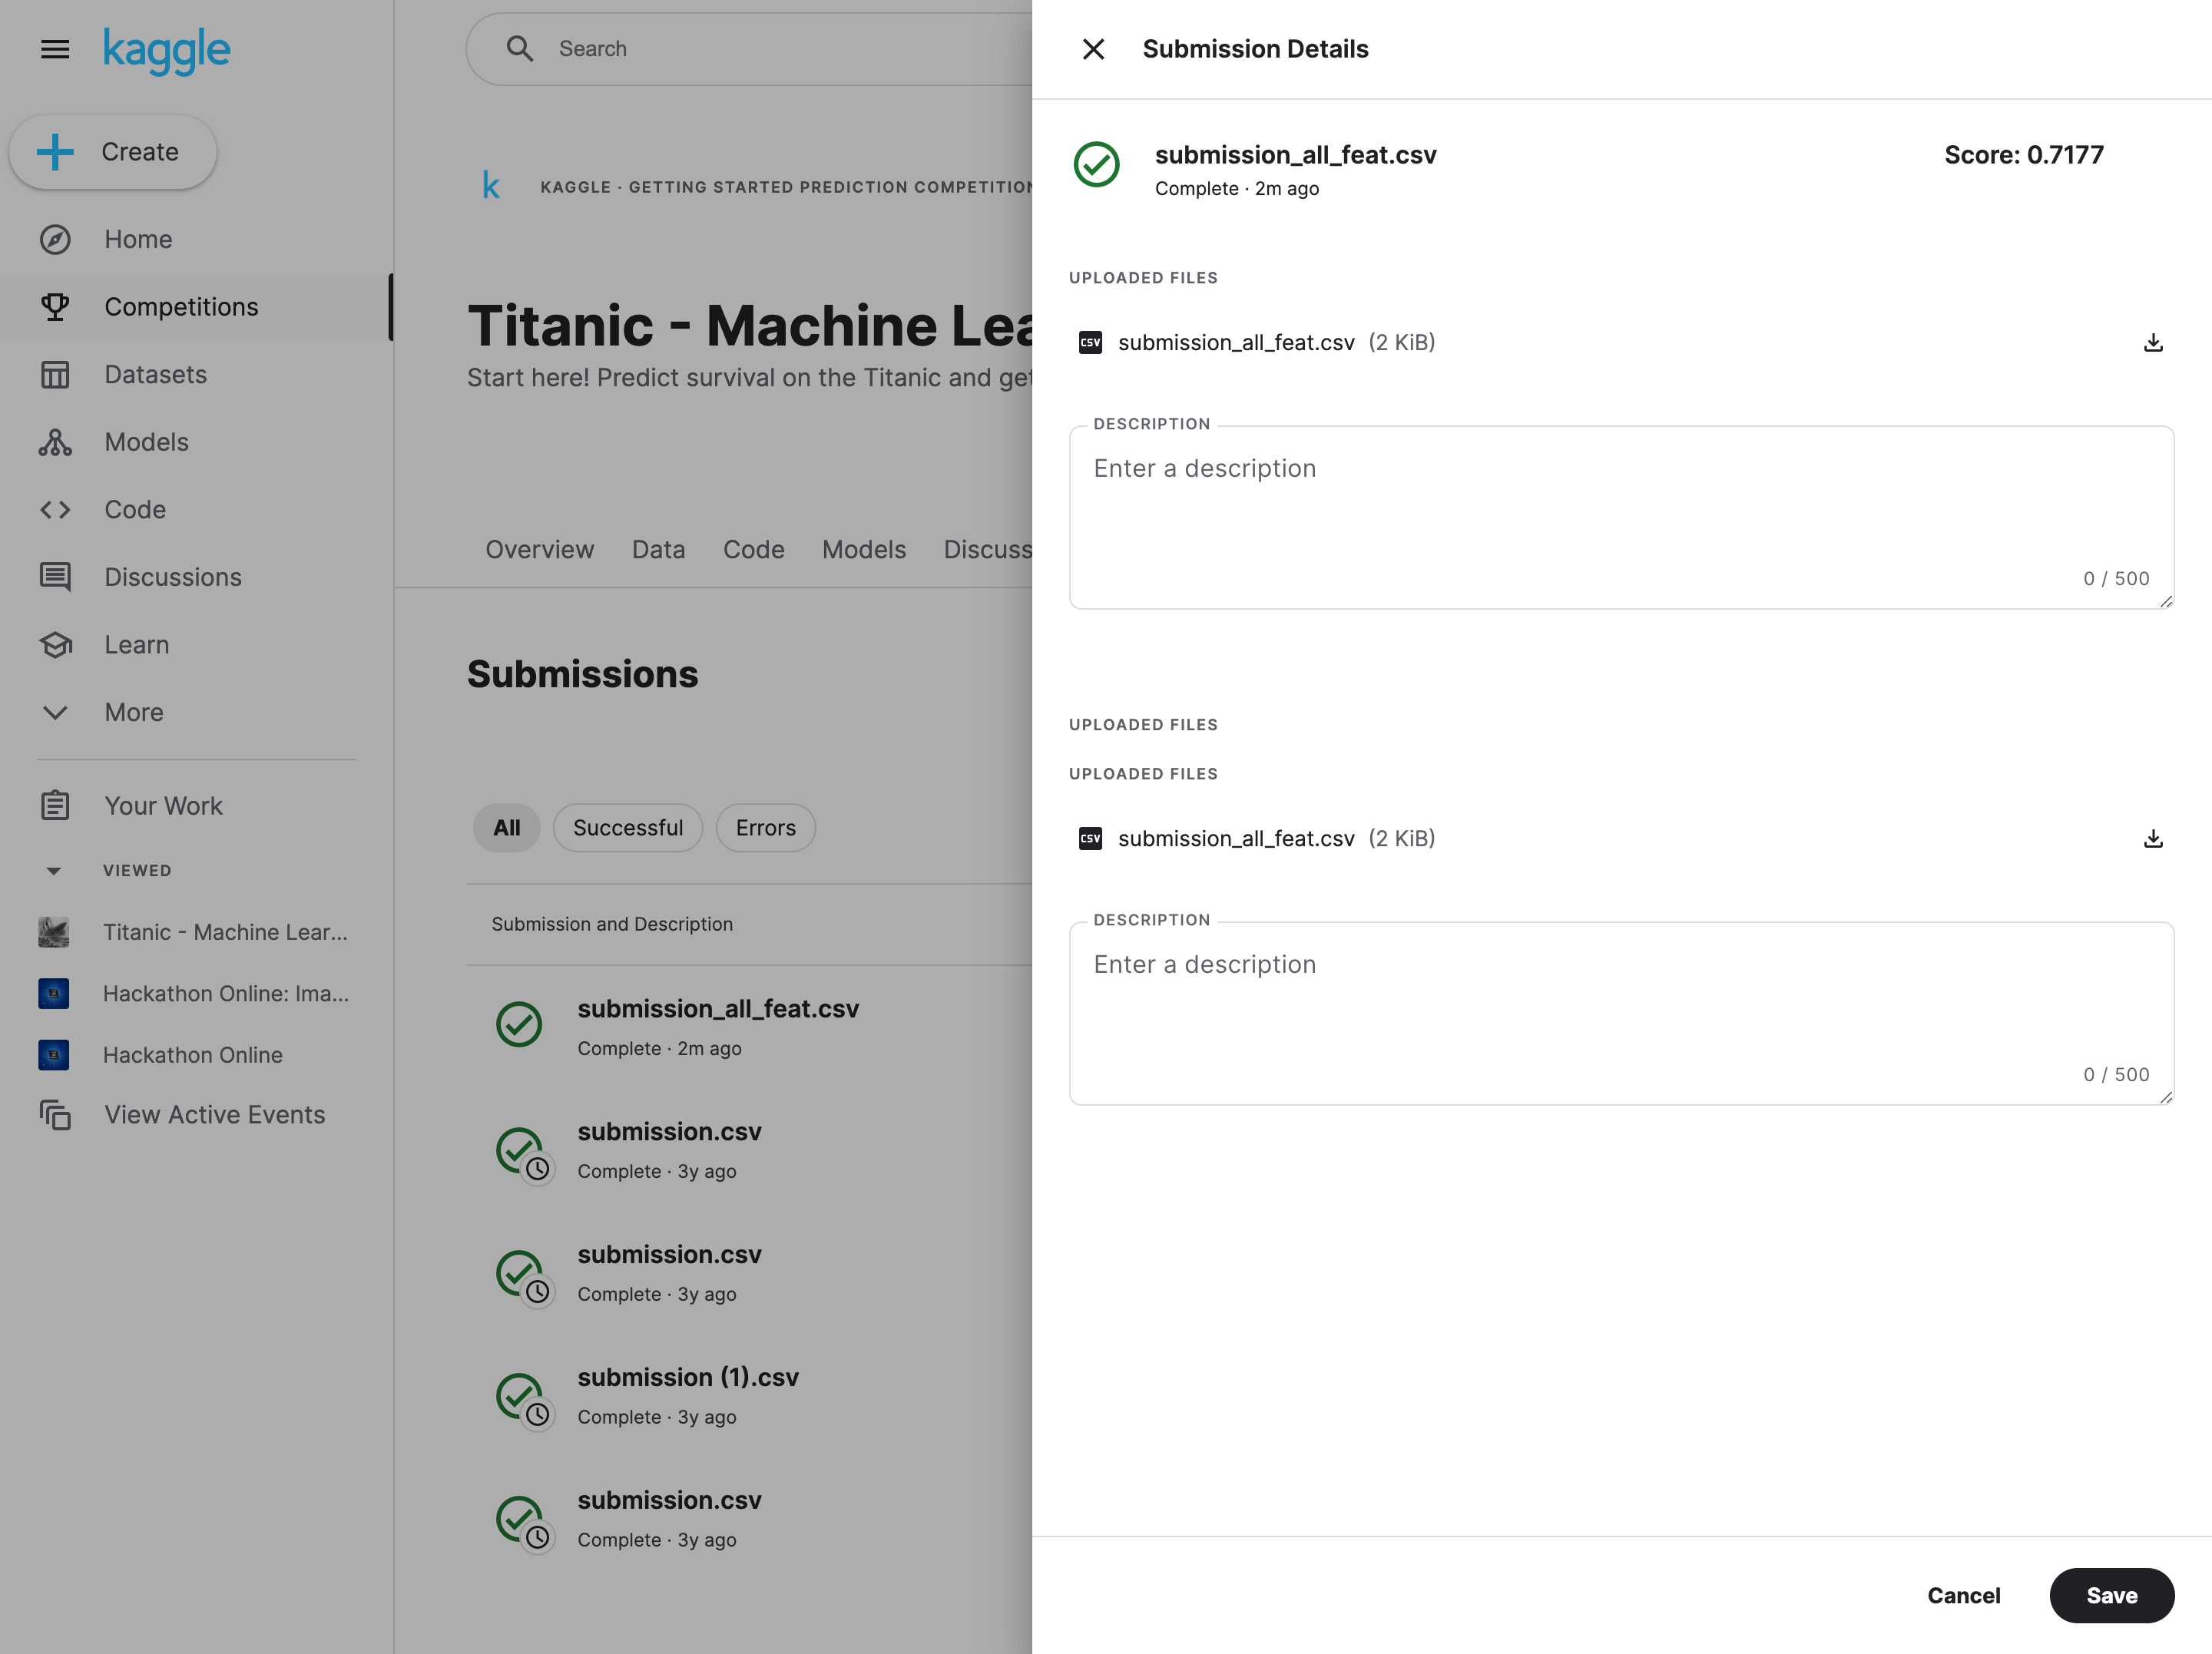 kaggle
Create
Home
Competitions
Datasets
Models
Code
Discussions
Learn
More
Your Work
VIEWED
Titanic - Machine Lear...
Hackathon Online: Ima...
Hackathon Online
View Active Events
Search
k
KAGGLE · GETTING STARTED PREDICTION COMPETITION
Titanic - Machine Lea
Start here! Predict survival on the Titanic and get
Overview Data Code Models Discuss
Submissions
All Successful Errors
Submission and Description
submission_all_feat.csv
Complete · 2m ago
submission.csv
Complete · 3y ago
submission.csv
Complete · 3y ago
submission (1).csv
Complete · 3y ago
submission.csv
Complete · 3y ago
Submission Details
submission_all_feat.csv
Score: 0.7177
Complete · 2m ago
UPLOADED FILES
CSV submission_all_feat.csv (2 KiB)
DESCRIPTION
Enter a description
0 / 500
UPLOADED FILES
UPLOADED FILES
CSV submission_all_feat.csv (2 KiB)
DESCRIPTION
Enter a description
0 / 500
Cancel Save